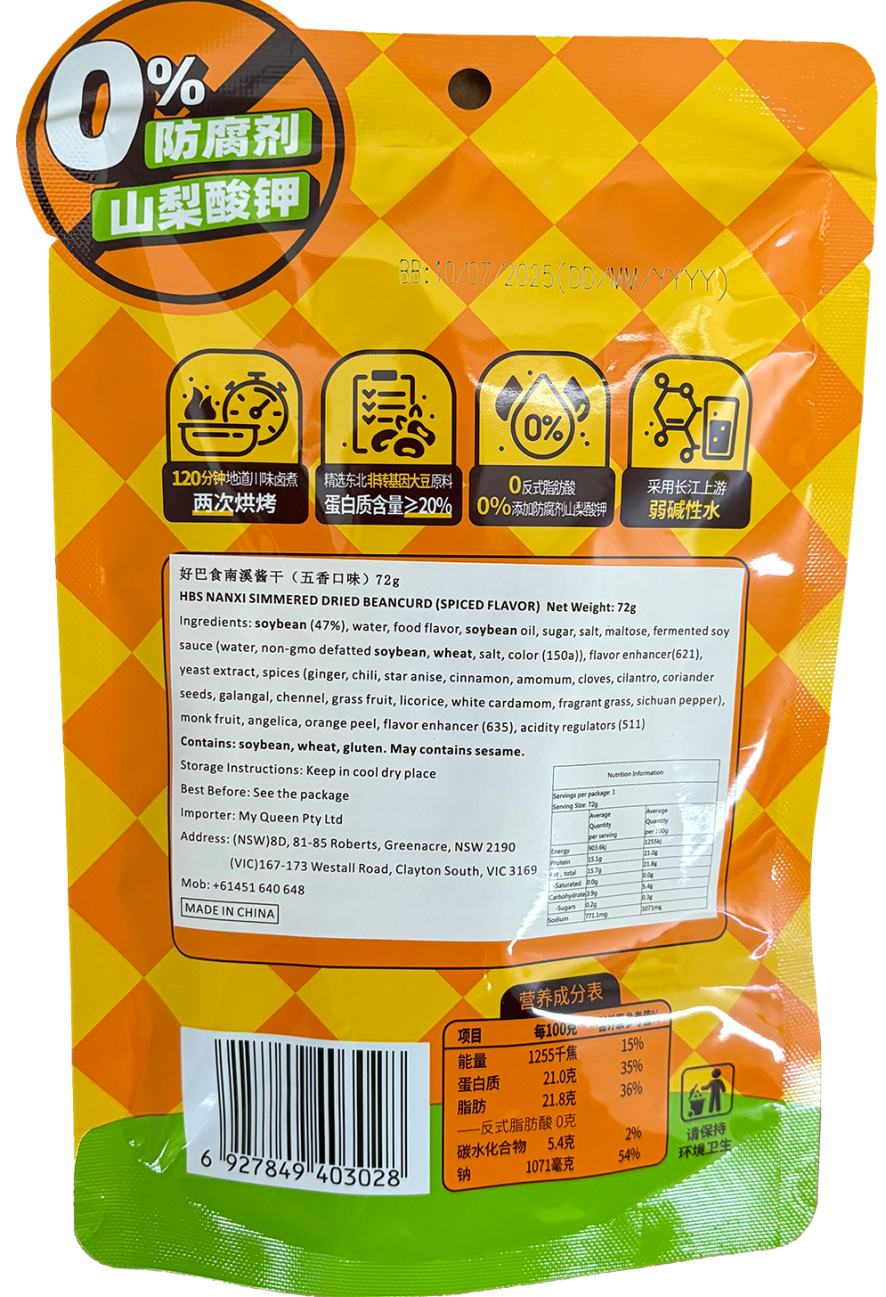 0%
防腐剂
山梨酸钾
BB:10/07/2025(DD/MM/YYYY)
120分钟地道川味卤煮
两次烘烤
精选东北非转基因大豆原料
蛋白质含量≥20%
0%
0反式脂肪酸
0%添加防腐剂山梨酸钾
采用长江上游
弱碱性水
好巴食南溪酱干（五香口味）72g
HBS NANXI SIMMERED DRIED BEANCURD (SPICED FLAVOR) Net Weight: 72g
Ingredients: soybean (47%), water, food flavor, soybean oil, sugar, salt, maltose, fermented soy
sauce (water, non-gmo defatted soybean, wheat, salt, color (150a)), flavor enhancer(621),
yeast extract, spices (ginger, chili, star anise, cinnamon, amomum, cloves, cilantro, coriander
seeds, galangal, chennel, grass fruit, licorice, white cardamom, fragrant grass, sichuan pepper),
monk fruit, angelica, orange peel, flavor enhancer (635), acidity regulators (511)
Contains: soybean, wheat, gluten. May contains sesame.
Storage Instructions: Keep in cool dry place
Best Before: See the package
Importer: My Queen Pty Ltd
Address: (NSW)8D, 81-85 Roberts, Greenacre, NSW 2190
(VIC)167-173 Westall Road, Clayton South, VIC 3169
Mob: +61451 640 648
MADE IN CHINA
Nutrition Information
Servings per package: 1
Serving Size: 72g
Average Quantity per serving Average Quantity per 100g
Energy 903.6kj 1255kj
Protein 15.1g 21.0g
Fat, total 15.7g 21.8g
-Saturated 0.0g 0.0g
Carbohydrate 3.9g 5.4g
-Sugars 0.2g 0.3g
Sodium 771.1mg 1071mg
营养成分表
项目 每100克 营养素参考值%
能量 1255千焦 15%
蛋白质 21.0克 35%
脂肪 21.8克 36%
——反式脂肪酸 0克
碳水化合物 5.4克 2%
钠 1071毫克 54%
请保持
环境卫生
6 927849 403028